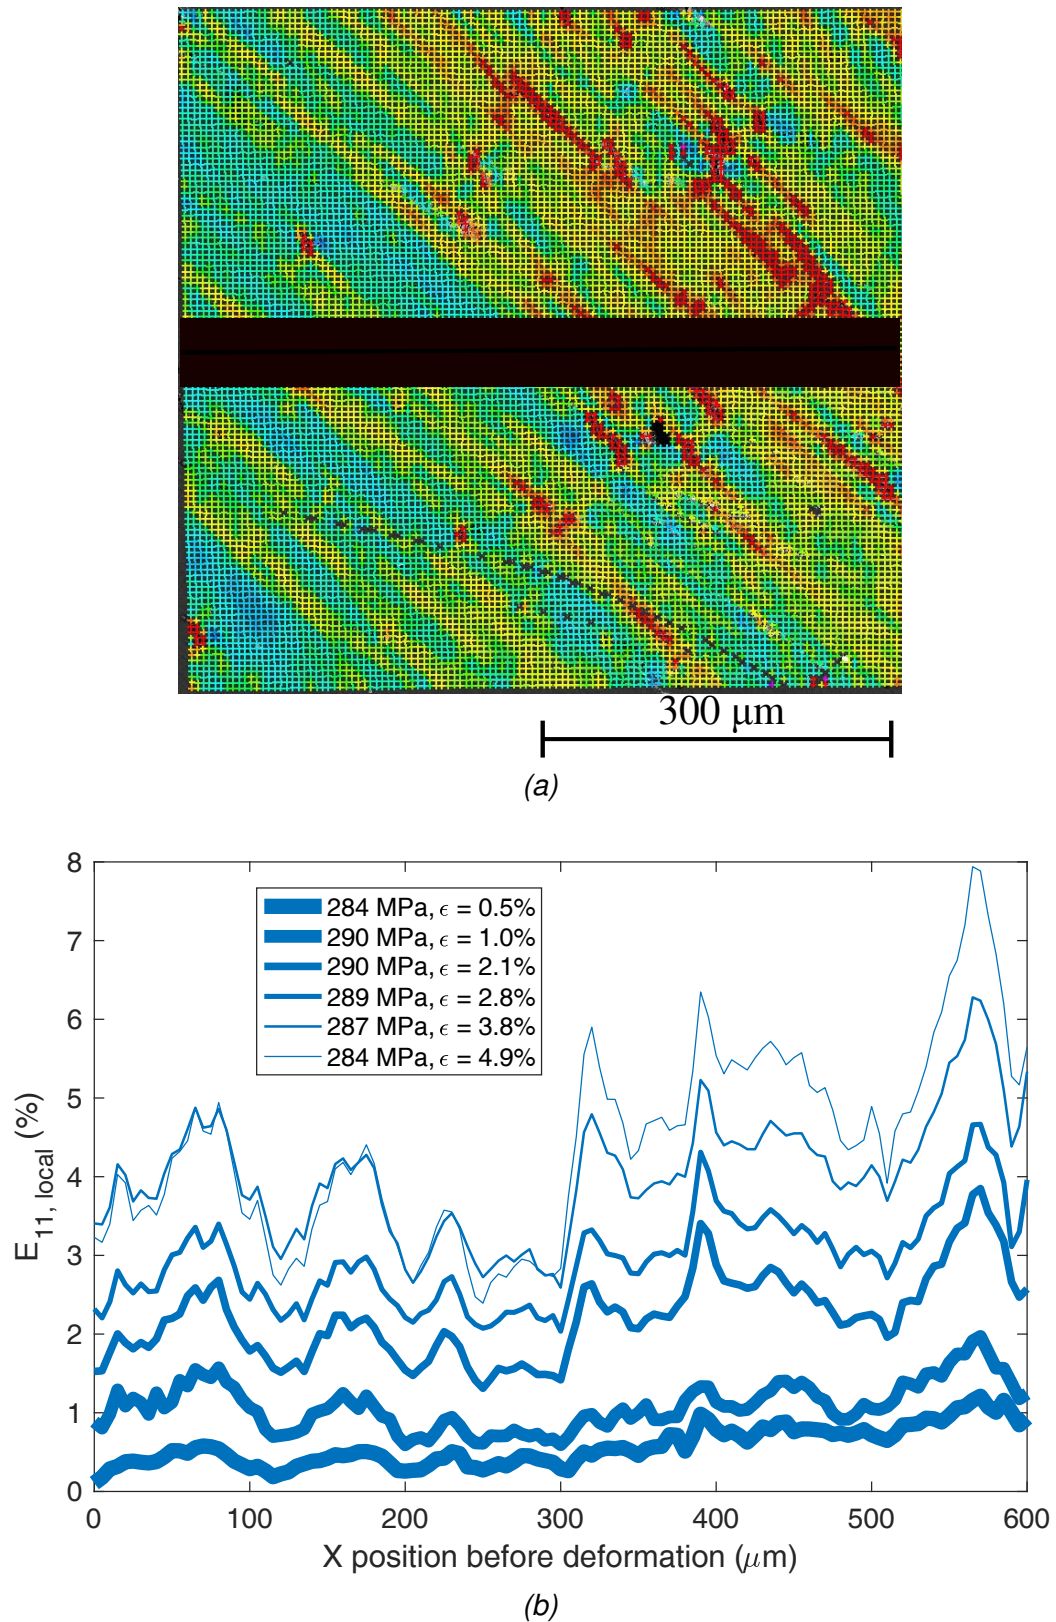 300 μm
(a)
8
7
6
5
4
3
2
1
0
E11, local (%)
284 MPa, ϵ = 0.5%
290 MPa, ϵ = 1.0%
290 MPa, ϵ = 2.1%
289 MPa, ϵ = 2.8%
287 MPa, ϵ = 3.8%
284 MPa, ϵ = 4.9%
0 100 200 300 400 500 600
X position before deformation (μm)
(b)